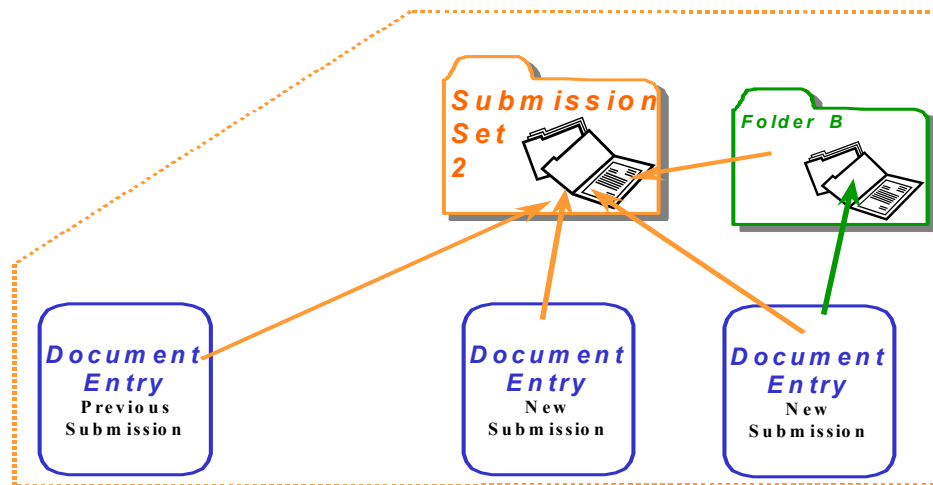 Submission
Set
2
Folder B
Document
Entry
Previous
Submission
Document
Entry
New
Submission
Document
Entry
New
Submission